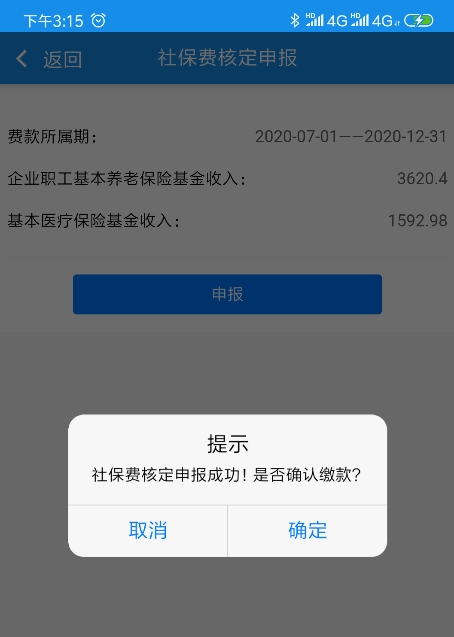 下午3:15 HD 4G HD 4G
返回 社保费核定申报
费款所属期： 2020-07-01——2020-12-31
企业职工基本养老保险基金收入： 3620.4
基本医疗保险基金收入： 1592.98
申报
提示
社保费核定申报成功！是否确认缴款？
取消 确定